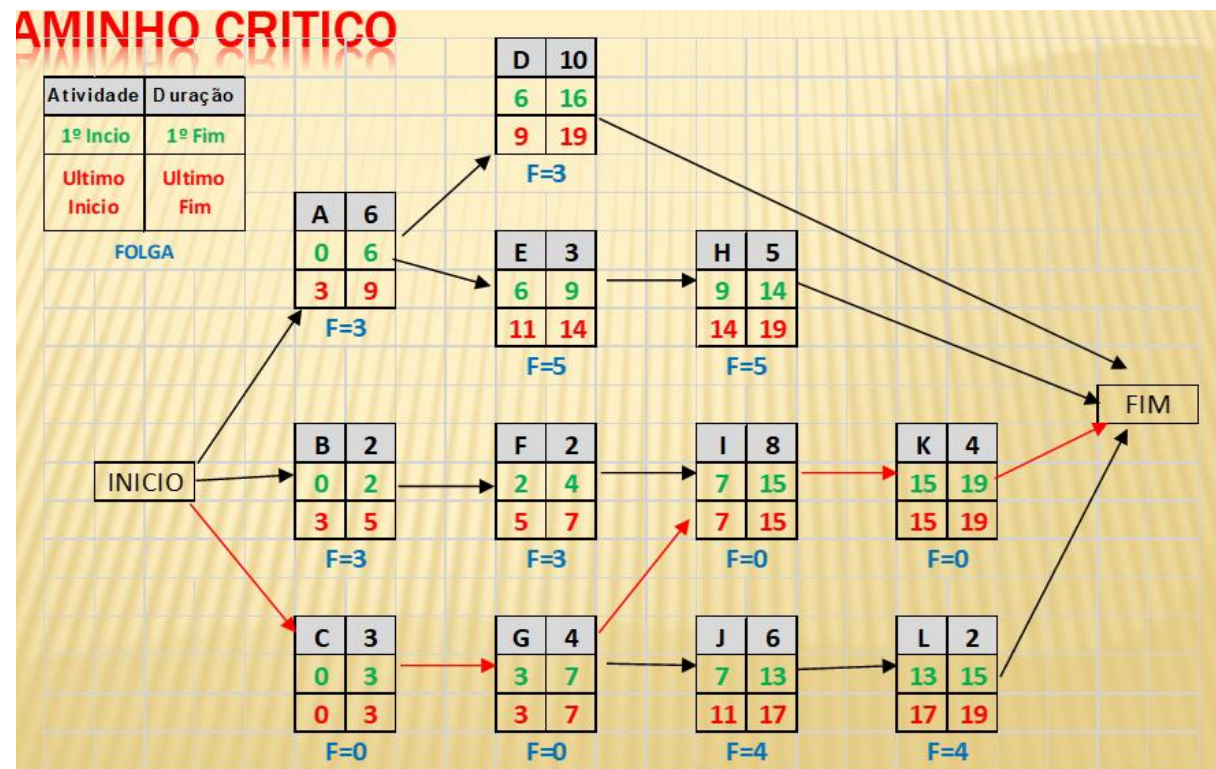 AMINHO CRITICO
Atividade Duração
1º Incio 1º Fim
Ultimo Inicio Ultimo Fim
FOLGA
D 10
6 16
9 19
F=3
A 6
0 6
3 9
F=3
E 3
6 9
11 14
F=5
H 5
9 14
14 19
F=5
FIM
INICIO
B 2
0 2
3 5
F=3
F 2
2 4
5 7
F=3
I 8
7 15
7 15
F=0
K 4
15 19
15 19
F=0
C 3
0 3
0 3
F=0
G 4
3 7
3 7
F=0
J 6
7 13
11 17
F=4
L 2
13 15
17 19
F=4